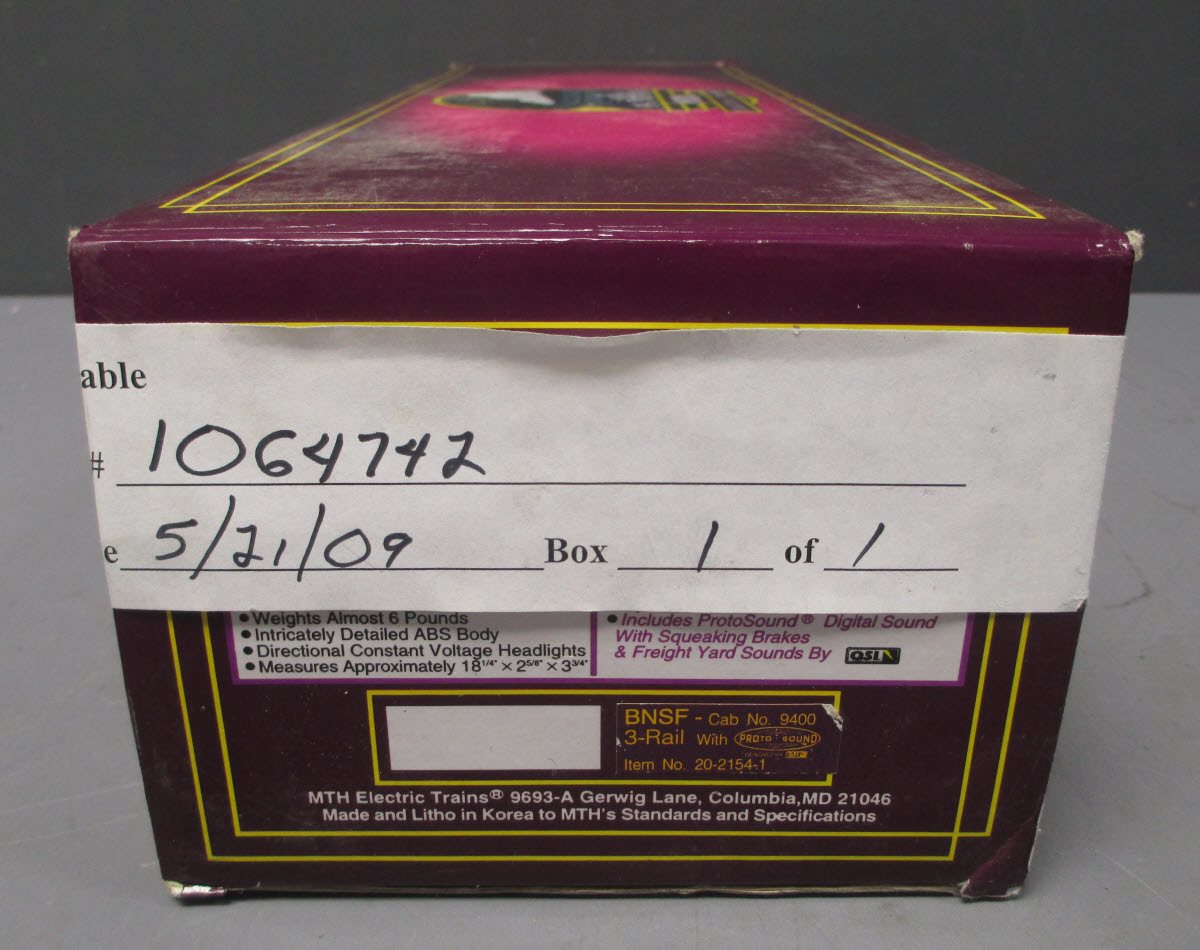 able
# 1064742
e 5/21/09 Box 1 of 1
• Weights Almost 6 Pounds
• Intricately Detailed ABS Body
• Directional Constant Voltage Headlights
• Measures Approximately 18 1/4" × 2 5/8" × 3 3/4"
• Includes ProtoSound® Digital Sound
With Squeaking Brakes
& Freight Yard Sounds By QSI
BNSF - Cab No. 9400
3-Rail With PROTO-SOUND
Item No. 20-2154-1
MTH Electric Trains® 9693-A Gerwig Lane, Columbia,MD 21046
Made and Litho in Korea to MTH's Standards and Specifications